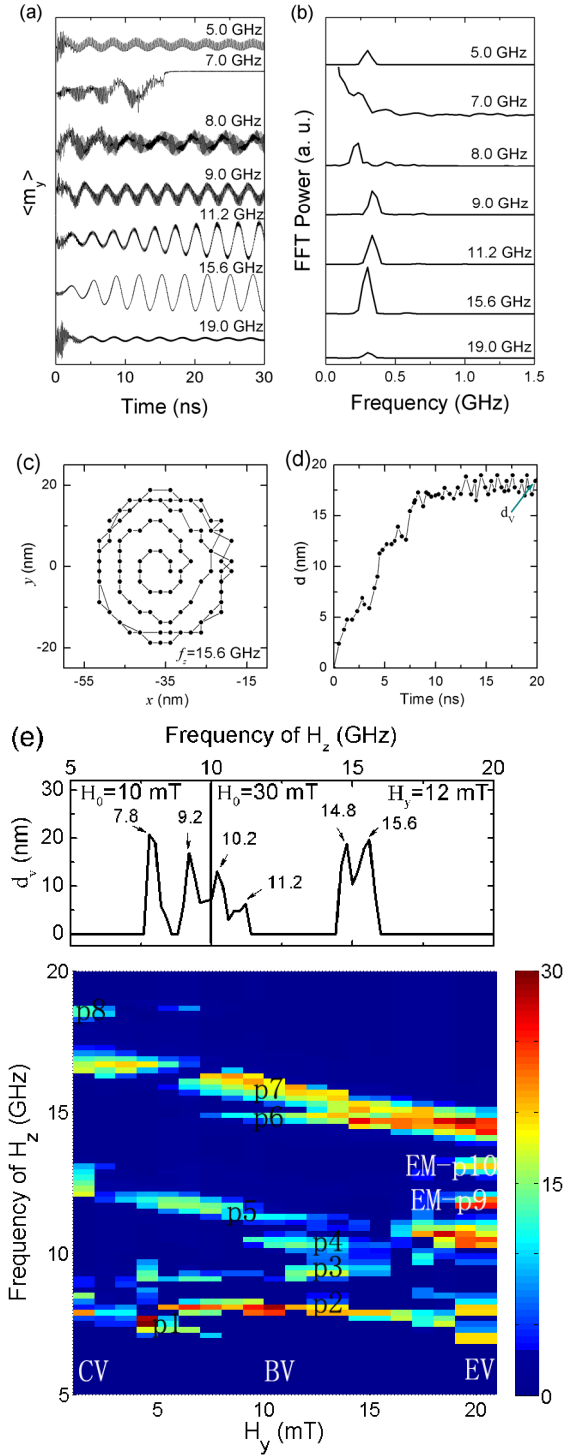 (a)
5.0 GHz
7.0 GHz
8.0 GHz
9.0 GHz
11.2 GHz
15.6 GHz
19.0 GHz
<m_y>
0 10 20 30
Time (ns)
(b)
5.0 GHz
7.0 GHz
8.0 GHz
9.0 GHz
11.2 GHz
15.6 GHz
19.0 GHz
FFT Power (a. u.)
0.0 0.5 1.0 1.5
Frequency (GHz)
(c)
20
0
-20
y (nm)
f_z=15.6 GHz
-55 -35 -15
x (nm)
(d)
20
15
10
5
0
d (nm)
d_v
0 5 10 15 20
Time (ns)
(e)
Frequency of H_z (GHz)
5 10 15 20
H_0=10 mT
H_0=30 mT
H_y=12 mT
30
20
10
0
d_v (nm)
7.8
9.2
10.2
11.2
14.8
15.6
20
15
10
5
Frequency of H_z (GHz)
p8
p7
p6
EM-p10
EM-p9
p5
p4
p3
p2
p1
CV
BV
EV
5 10 15 20
H_y (mT)
30
15
0